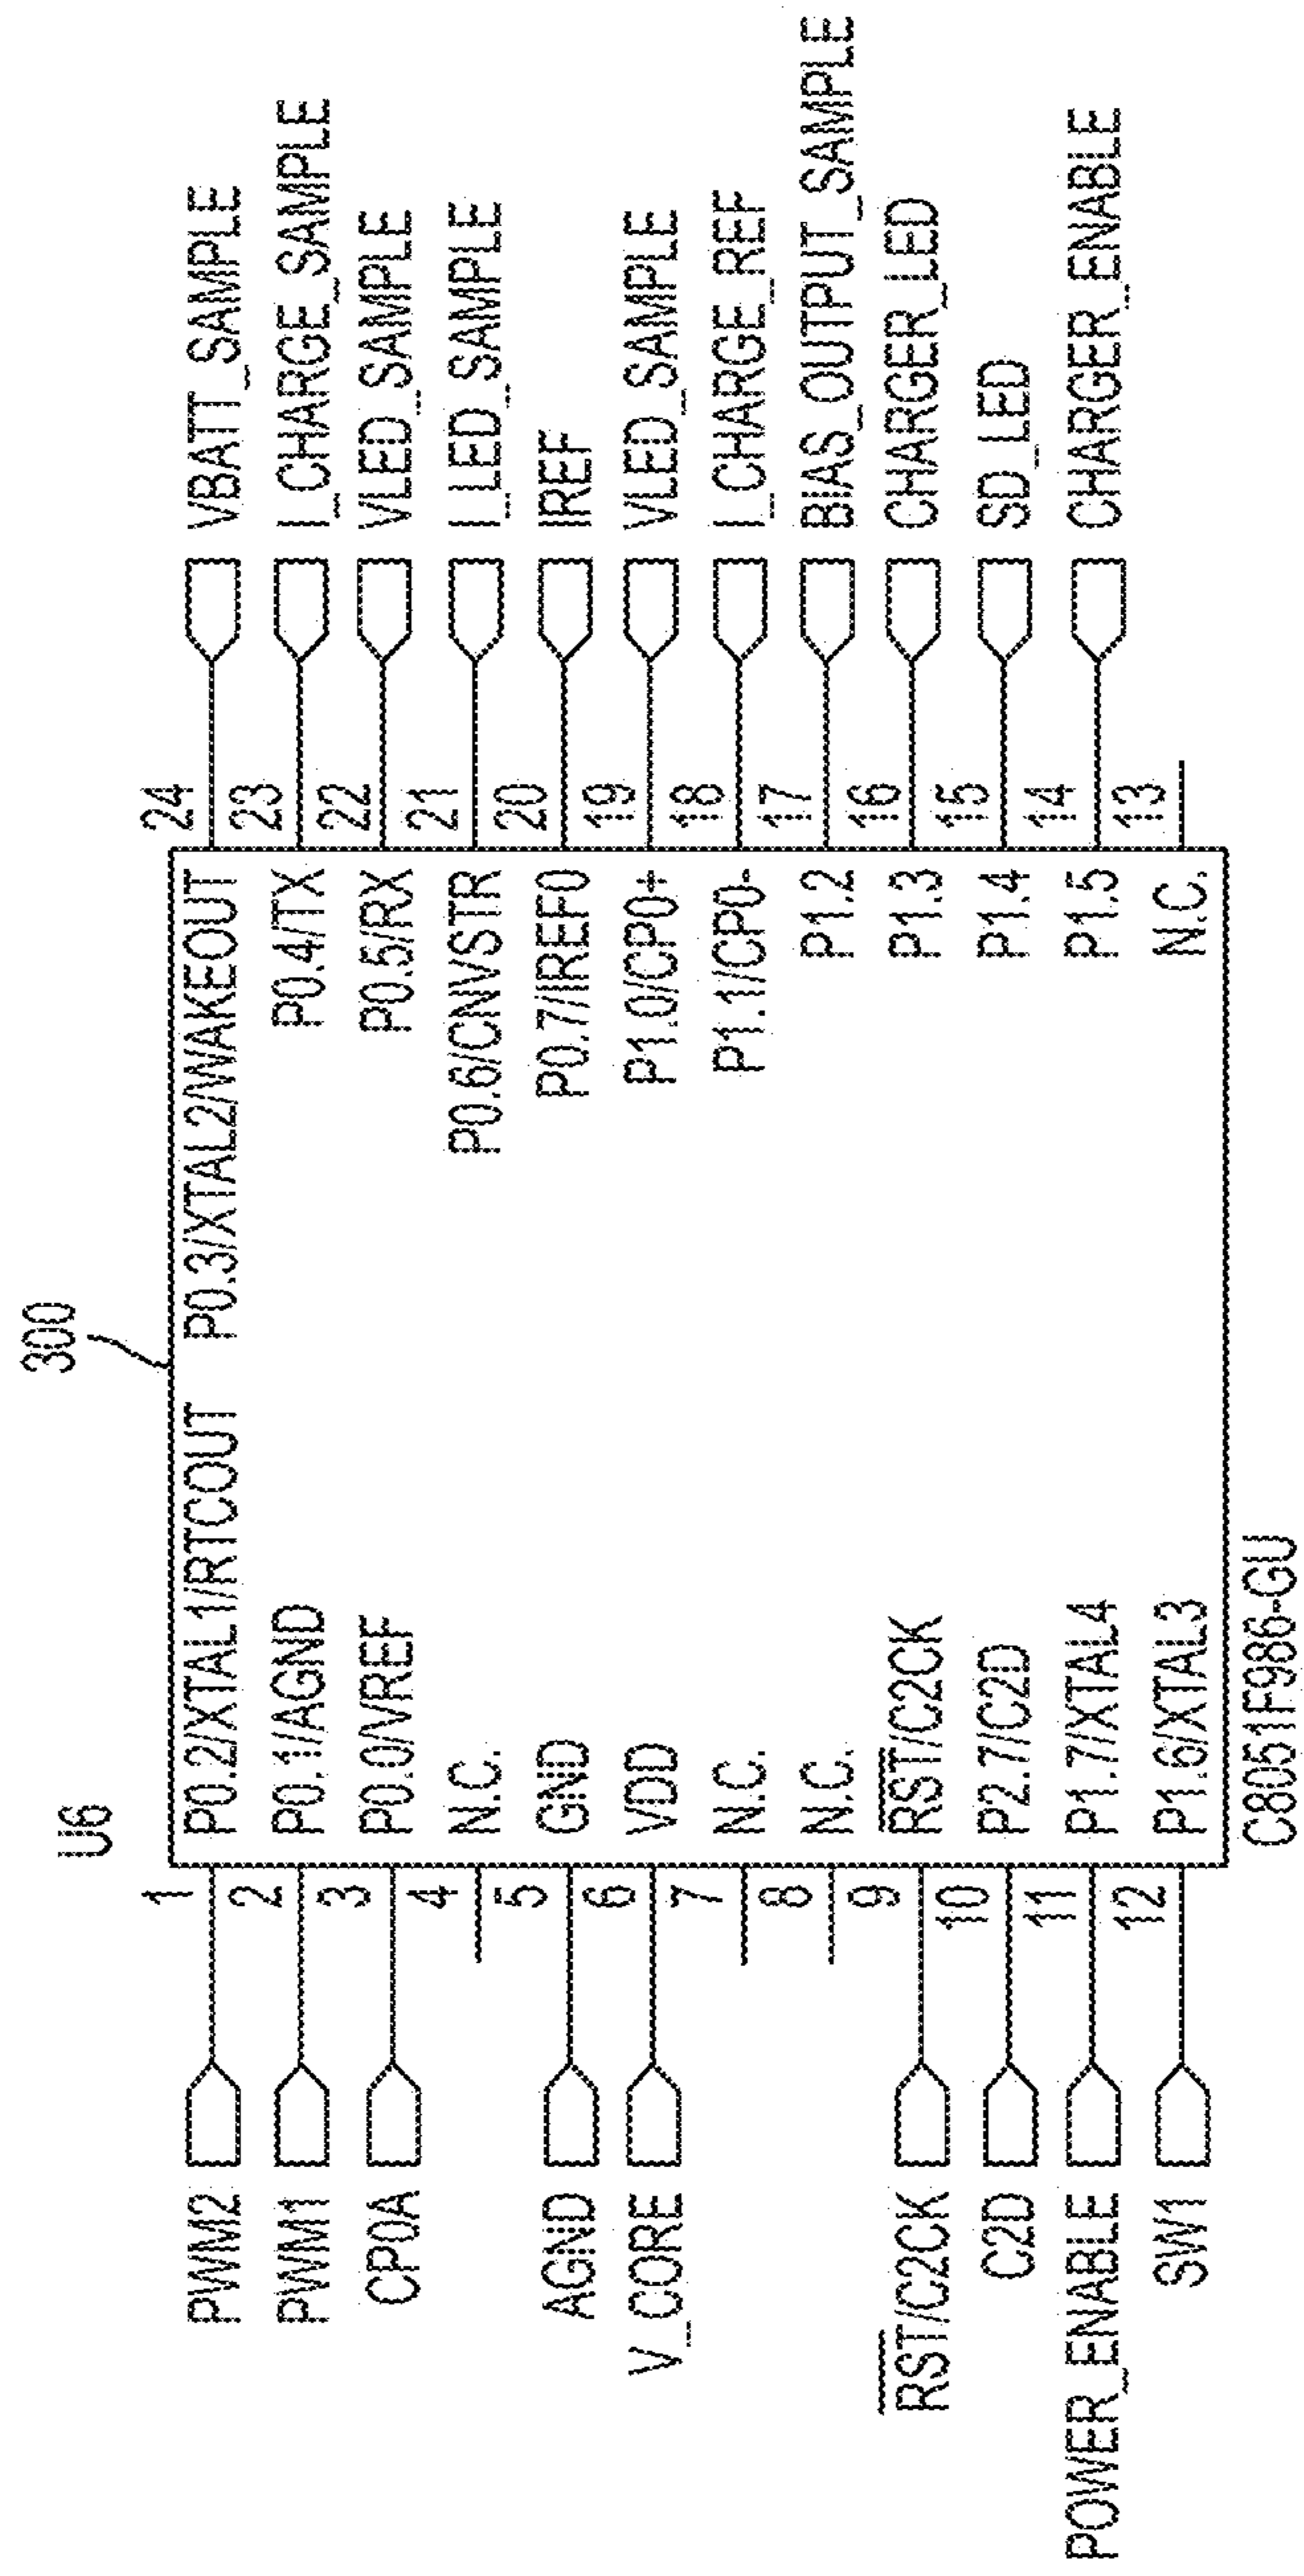 300
U6
PWM2 1 P0.2/XTAL1/RTCOUT P0.3/XTAL2/WAKEOUT 24 VBATT_SAMPLE
PWM1 2 P0.1/AGND P0.4/TX 23 I_CHARGE_SAMPLE
CP0A 3 P0.0/VREF P0.5/RX 22 VLED_SAMPLE
4 N.C. P0.6/CNVSTR 21 I_LED_SAMPLE
AGND 5 GND P0.7/IREF0 20 IREF
V_CORE 6 VDD P1.0/CP0+ 19 VLED_SAMPLE
7 N.C. P1.1/CP0- 18 I_CHARGE_REF
8 N.C. P1.2 17 BIAS_OUTPUT_SAMPLE
RST/C2CK 9 RST/C2CK P1.3 16 CHARGER_LED
C2D 10 P2.7/C2D P1.4 15 SD_LED
POWER_ENABLE 11 P1.7/XTAL4 P1.5 14 CHARGER_ENABLE
SW1 12 P1.6/XTAL3 N.C. 13
C8051F986-GU